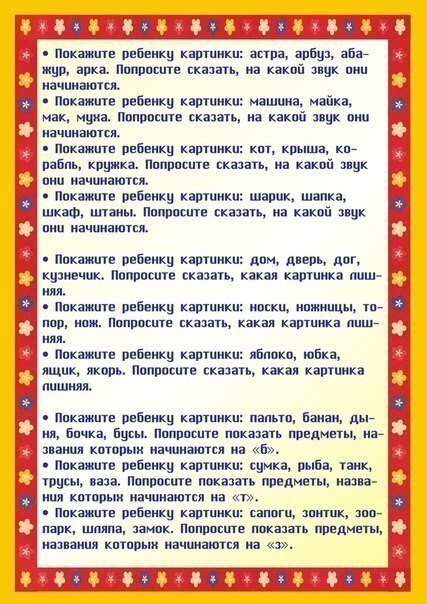 • Покажите ребенку картинки: астра, арбуз, аба-
жур, арка. Попросите сказать, на какой звук они
начинаются.
• Покажите ребенку картинки: машина, майка,
мак, муха. Попросите сказать, на какой звук они
начинаются.
• Покажите ребенку картинки: кот, крыша, ко-
рабль, кружка. Попросите сказать, на какой звук
они начинаются.
• Покажите ребенку картинки: шарик, шапка,
шкаф, штаны. Попросите сказать, на какой звук
они начинаются.
• Покажите ребенку картинки: дом, дверь, дог,
кузнечик. Попросите сказать, какая картинка лиш-
няя.
• Покажите ребенку картинки: носки, ножницы, то-
пор, нож. Попросите сказать, какая картинка лиш-
няя.
• Покажите ребенку картинки: яблоко, юбка,
ящик, якорь. Попросите сказать, какая картинка
лишняя.
• Покажите ребенку картинки: пальто, банан, ды-
ня, бочка, бусы. Попросите показать предметы, на-
звания которых начинаются на «б».
• Покажите ребенку картинки: сумка, рыба, танк,
трусы, ваза. Попросите показать предметы, назва-
ния которых начинаются на «т».
• Покажите ребенку картинки: сапоги, зонтик, зоо-
парк, шляпа, замок. Попросите показать предметы,
названия которых начинаются на «з».